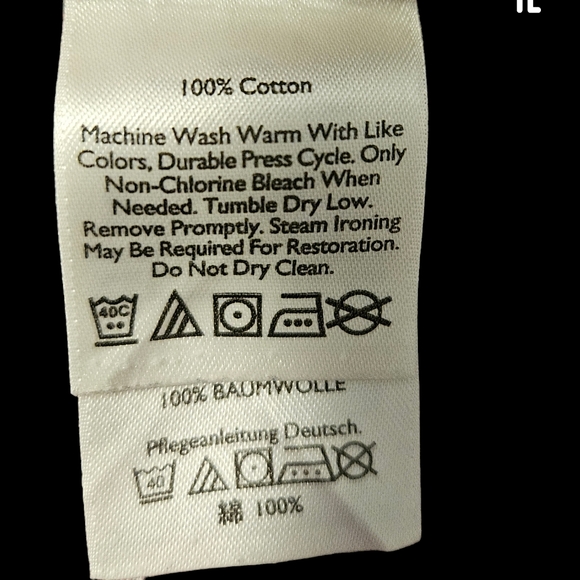 100% Cotton
Machine Wash Warm With Like
Colors, Durable Press Cycle. Only
Non-Chlorine Bleach When
Needed. Tumble Dry Low.
Remove Promptly. Steam Ironing
May Be Required For Restoration.
Do Not Dry Clean.
40C
100% BAUMWOLLE
Pflegeanleitung Deutsch.
40
綿 100%